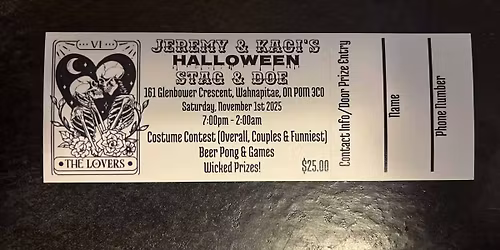 VI
THE LOVERS
JEREMY & KACI'S
HALLOWEEN
STAG & DOE
161 Glenbower Crescent, Wahnapitae, ON P0M 3C0
Saturday, November 1st 2025
7:00pm - 2:00am
Costume Contest (Overall, Couples & Funniest)
Beer Pong & Games
Wicked Prizes!
$25.00
Contact Info/Door Prize Entry
Name
Phone Number